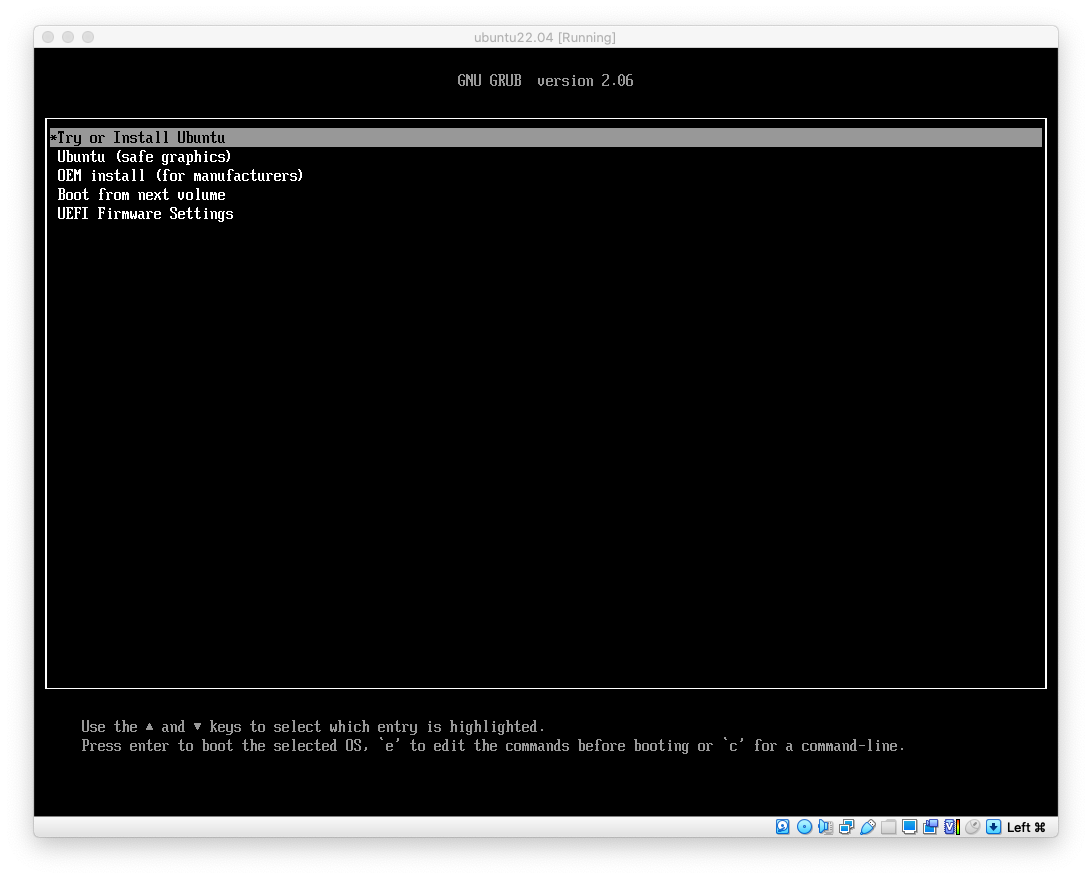 ubuntu22.04 [Running]
GNU GRUB  version 2.06
*Try or Install Ubuntu
Ubuntu (safe graphics)
OEM install (for manufacturers)
Boot from next volume
UEFI Firmware Settings
Use the ▲ and ▼ keys to select which entry is highlighted.
Press enter to boot the selected OS, `e' to edit the commands before booting or `c' for a command-line.
Left ⌘